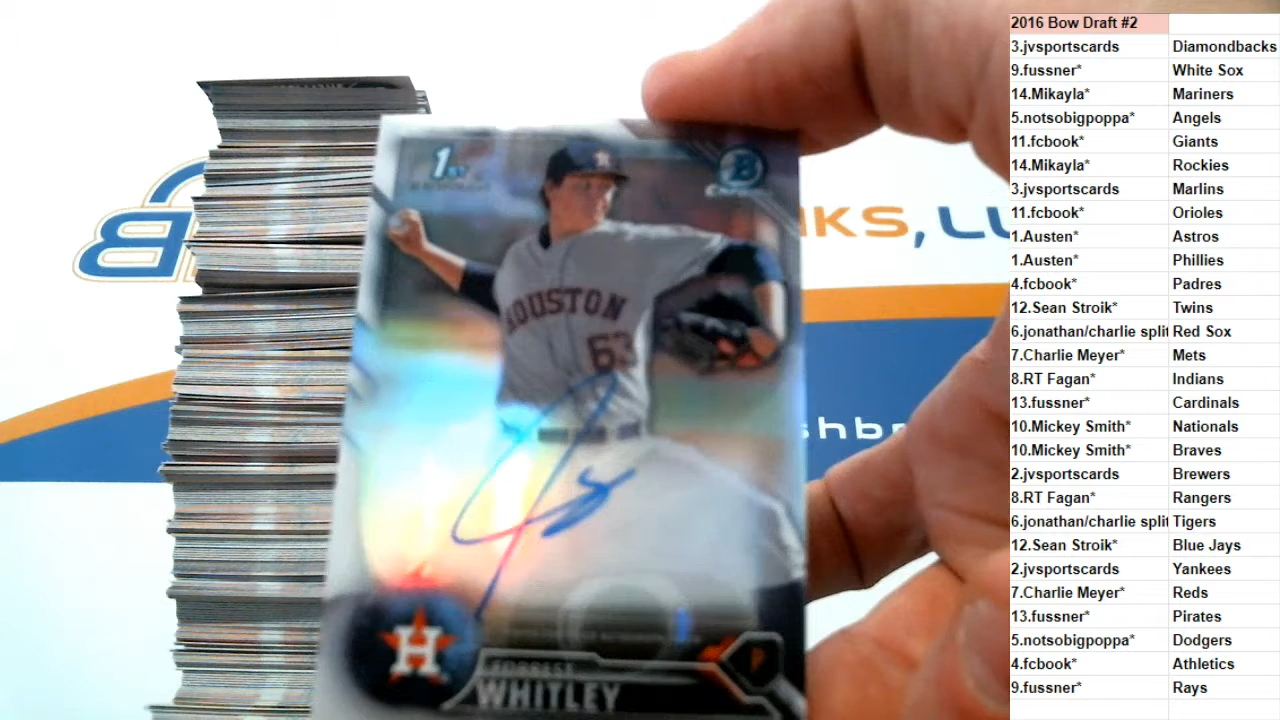 1ST
B
HOUSTON
63
H
FORREST
WHITLEY
P
KS, LL
shbr
2016 Bow Draft #2
3.jvsportscards Diamondbacks
9.fussner* White Sox
14.Mikayla* Mariners
5.notsobigpoppa* Angels
11.fcbook* Giants
14.Mikayla* Rockies
3.jvsportscards Marlins
11.fcbook* Orioles
1.Austen* Astros
1.Austen* Phillies
4.fcbook* Padres
12.Sean Stroik* Twins
6.jonathan/charlie split Red Sox
7.Charlie Meyer* Mets
8.RT Fagan* Indians
13.fussner* Cardinals
10.Mickey Smith* Nationals
10.Mickey Smith* Braves
2.jvsportscards Brewers
8.RT Fagan* Rangers
6.jonathan/charlie split Tigers
12.Sean Stroik* Blue Jays
2.jvsportscards Yankees
7.Charlie Meyer* Reds
13.fussner* Pirates
5.notsobigpoppa* Dodgers
4.fcbook* Athletics
9.fussner* Rays